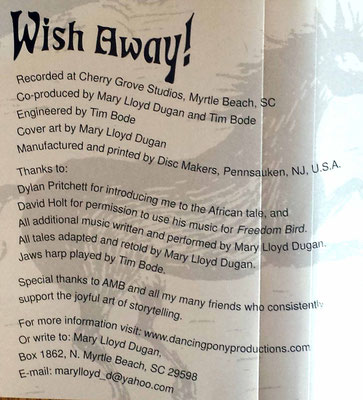 Wish Away!
Recorded at Cherry Grove Studios, Myrtle Beach, SC
Co-produced by Mary Lloyd Dugan and Tim Bode
Engineered by Tim Bode
Cover art by Mary Lloyd Dugan
Manufactured and printed by Disc Makers, Pennsauken, NJ, U.S.A.
Thanks to:
Dylan Pritchett for introducing me to the African tale, and
David Holt for permission to use his music for Freedom Bird.
All additional music written and performed by Mary Lloyd Dugan.
All tales adapted and retold by Mary Lloyd Dugan.
Jaws harp played by Tim Bode.
Special thanks to AMB and all my many friends who consistently
support the joyful art of storytelling.
For more information visit: www.dancingponyproductions.com
Or write to: Mary Lloyd Dugan,
Box 1862, N. Myrtle Beach, SC 29598
E-mail: marylloyd_d@yahoo.com